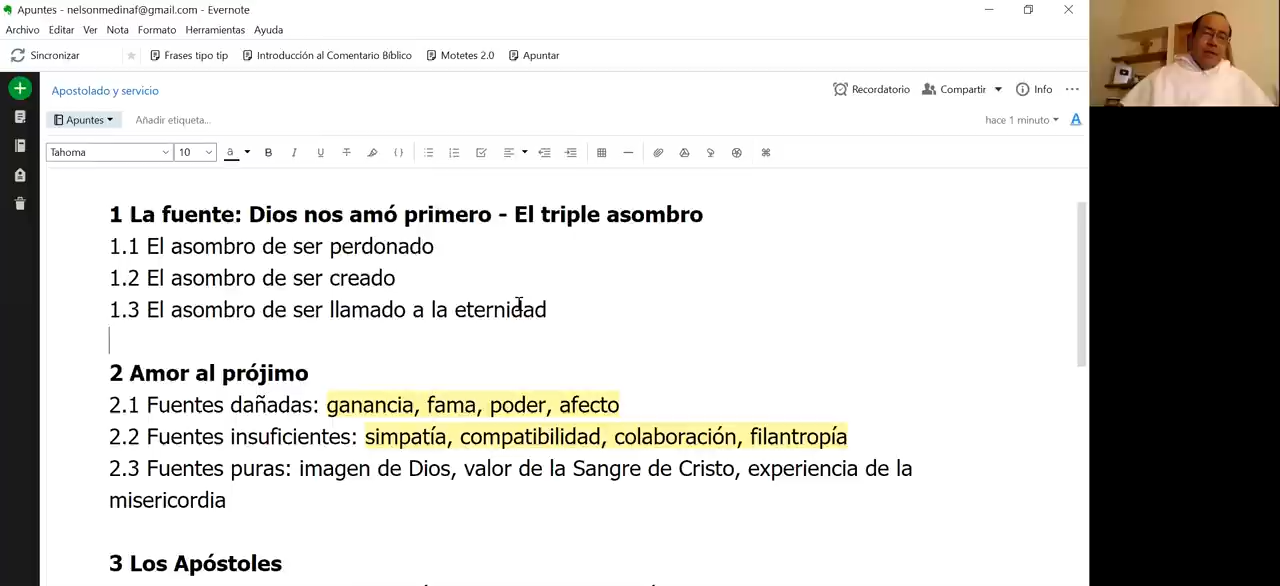 Apuntes - nelsonmedinaf@gmail.com - Evernote
Archivo Editar Ver Nota Formato Herramientas Ayuda
Sincronizar Frases tipo tip Introducción al Comentario Bíblico Motetes 2.0 Apuntar
Apostolado y servicio Recordatorio Compartir Info
Apuntes Añadir etiqueta... hace 1 minuto A
Tahoma 10 a B I U T
1 La fuente: Dios nos amó primero - El triple asombro
1.1 El asombro de ser perdonado
1.2 El asombro de ser creado
1.3 El asombro de ser llamado a la eternidad
2 Amor al prójimo
2.1 Fuentes dañadas: ganancia, fama, poder, afecto
2.2 Fuentes insuficientes: simpatía, compatibilidad, colaboración, filantropía
2.3 Fuentes puras: imagen de Dios, valor de la Sangre de Cristo, experiencia de la
misericordia
3 Los Apóstoles